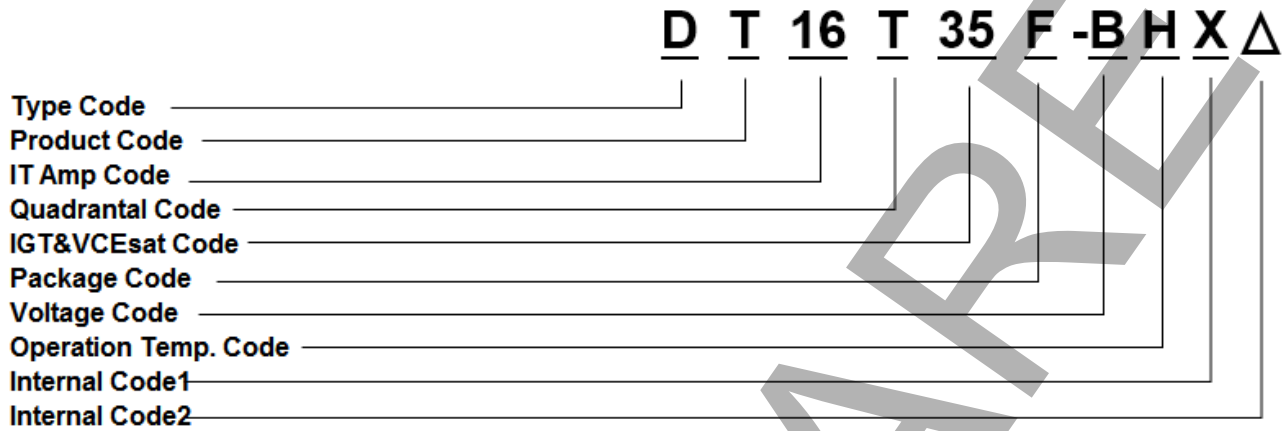 D T 16 T 35 F -B H X △
Type Code
Product Code
IT Amp Code
Quadrantal Code
IGT&VCEsat Code
Package Code
Voltage Code
Operation Temp. Code
Internal Code1
Internal Code2